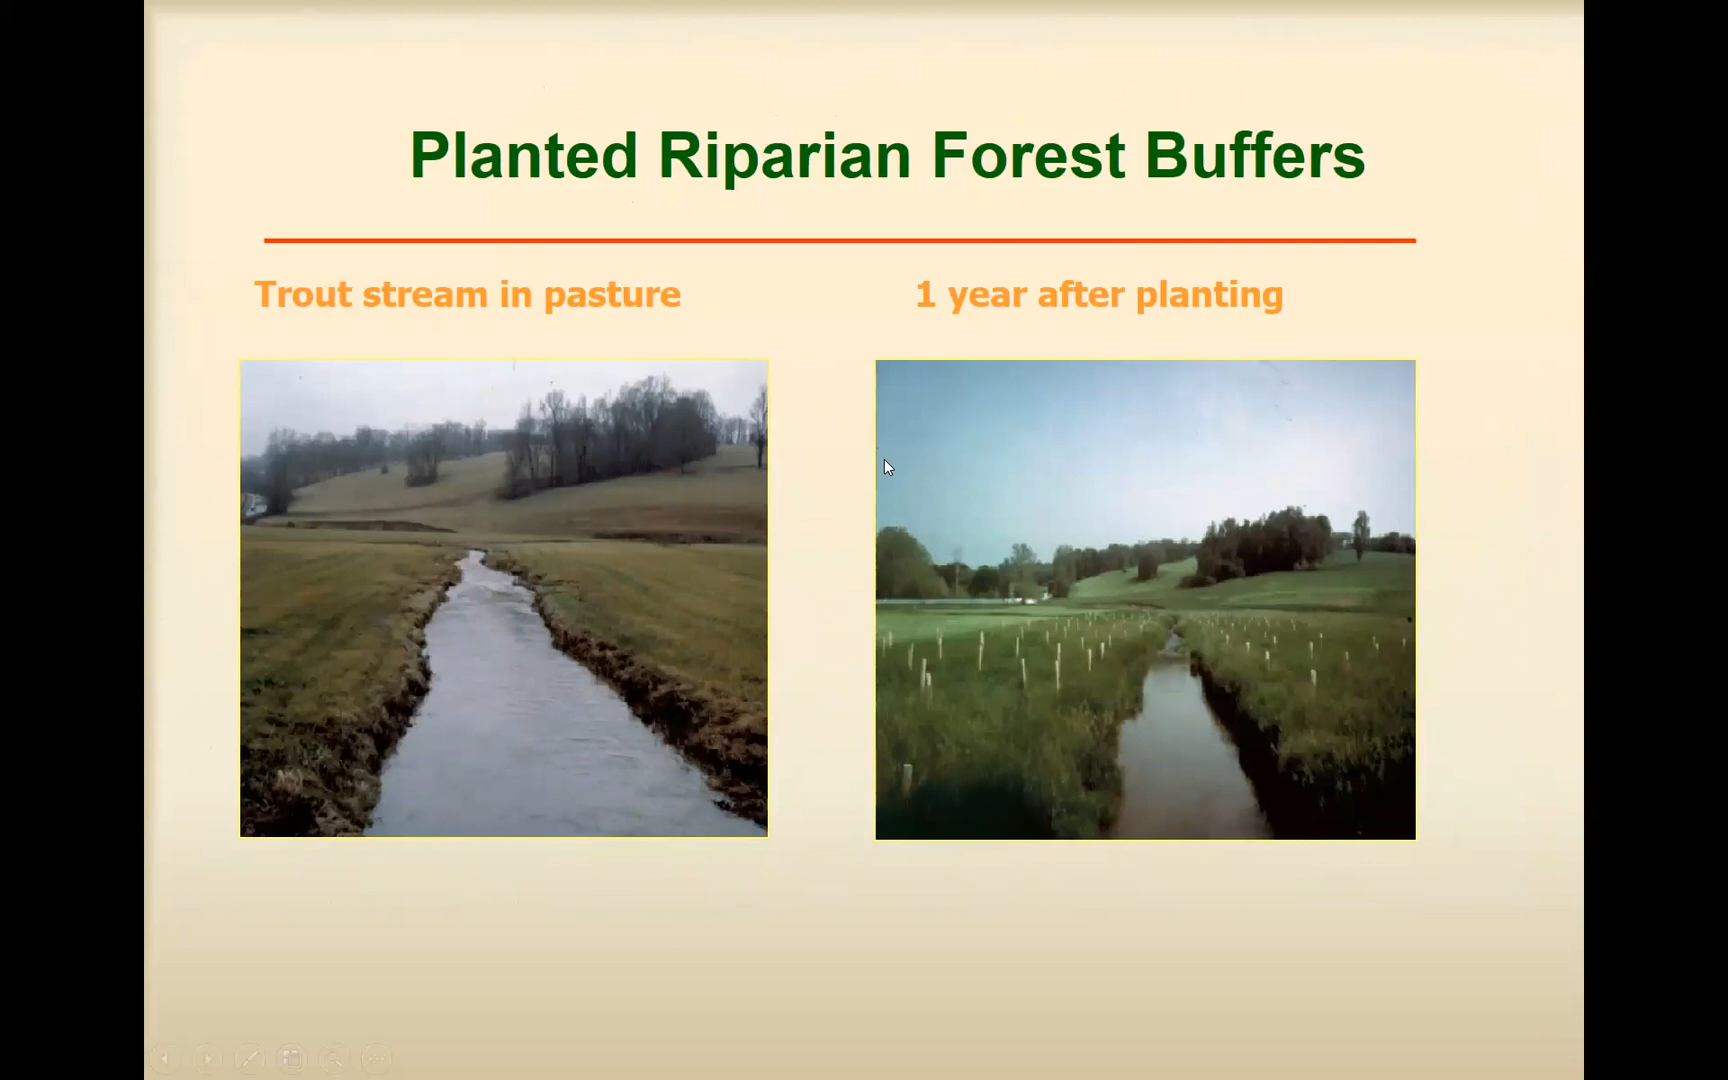 Planted Riparian Forest Buffers
Trout stream in pasture
1 year after planting